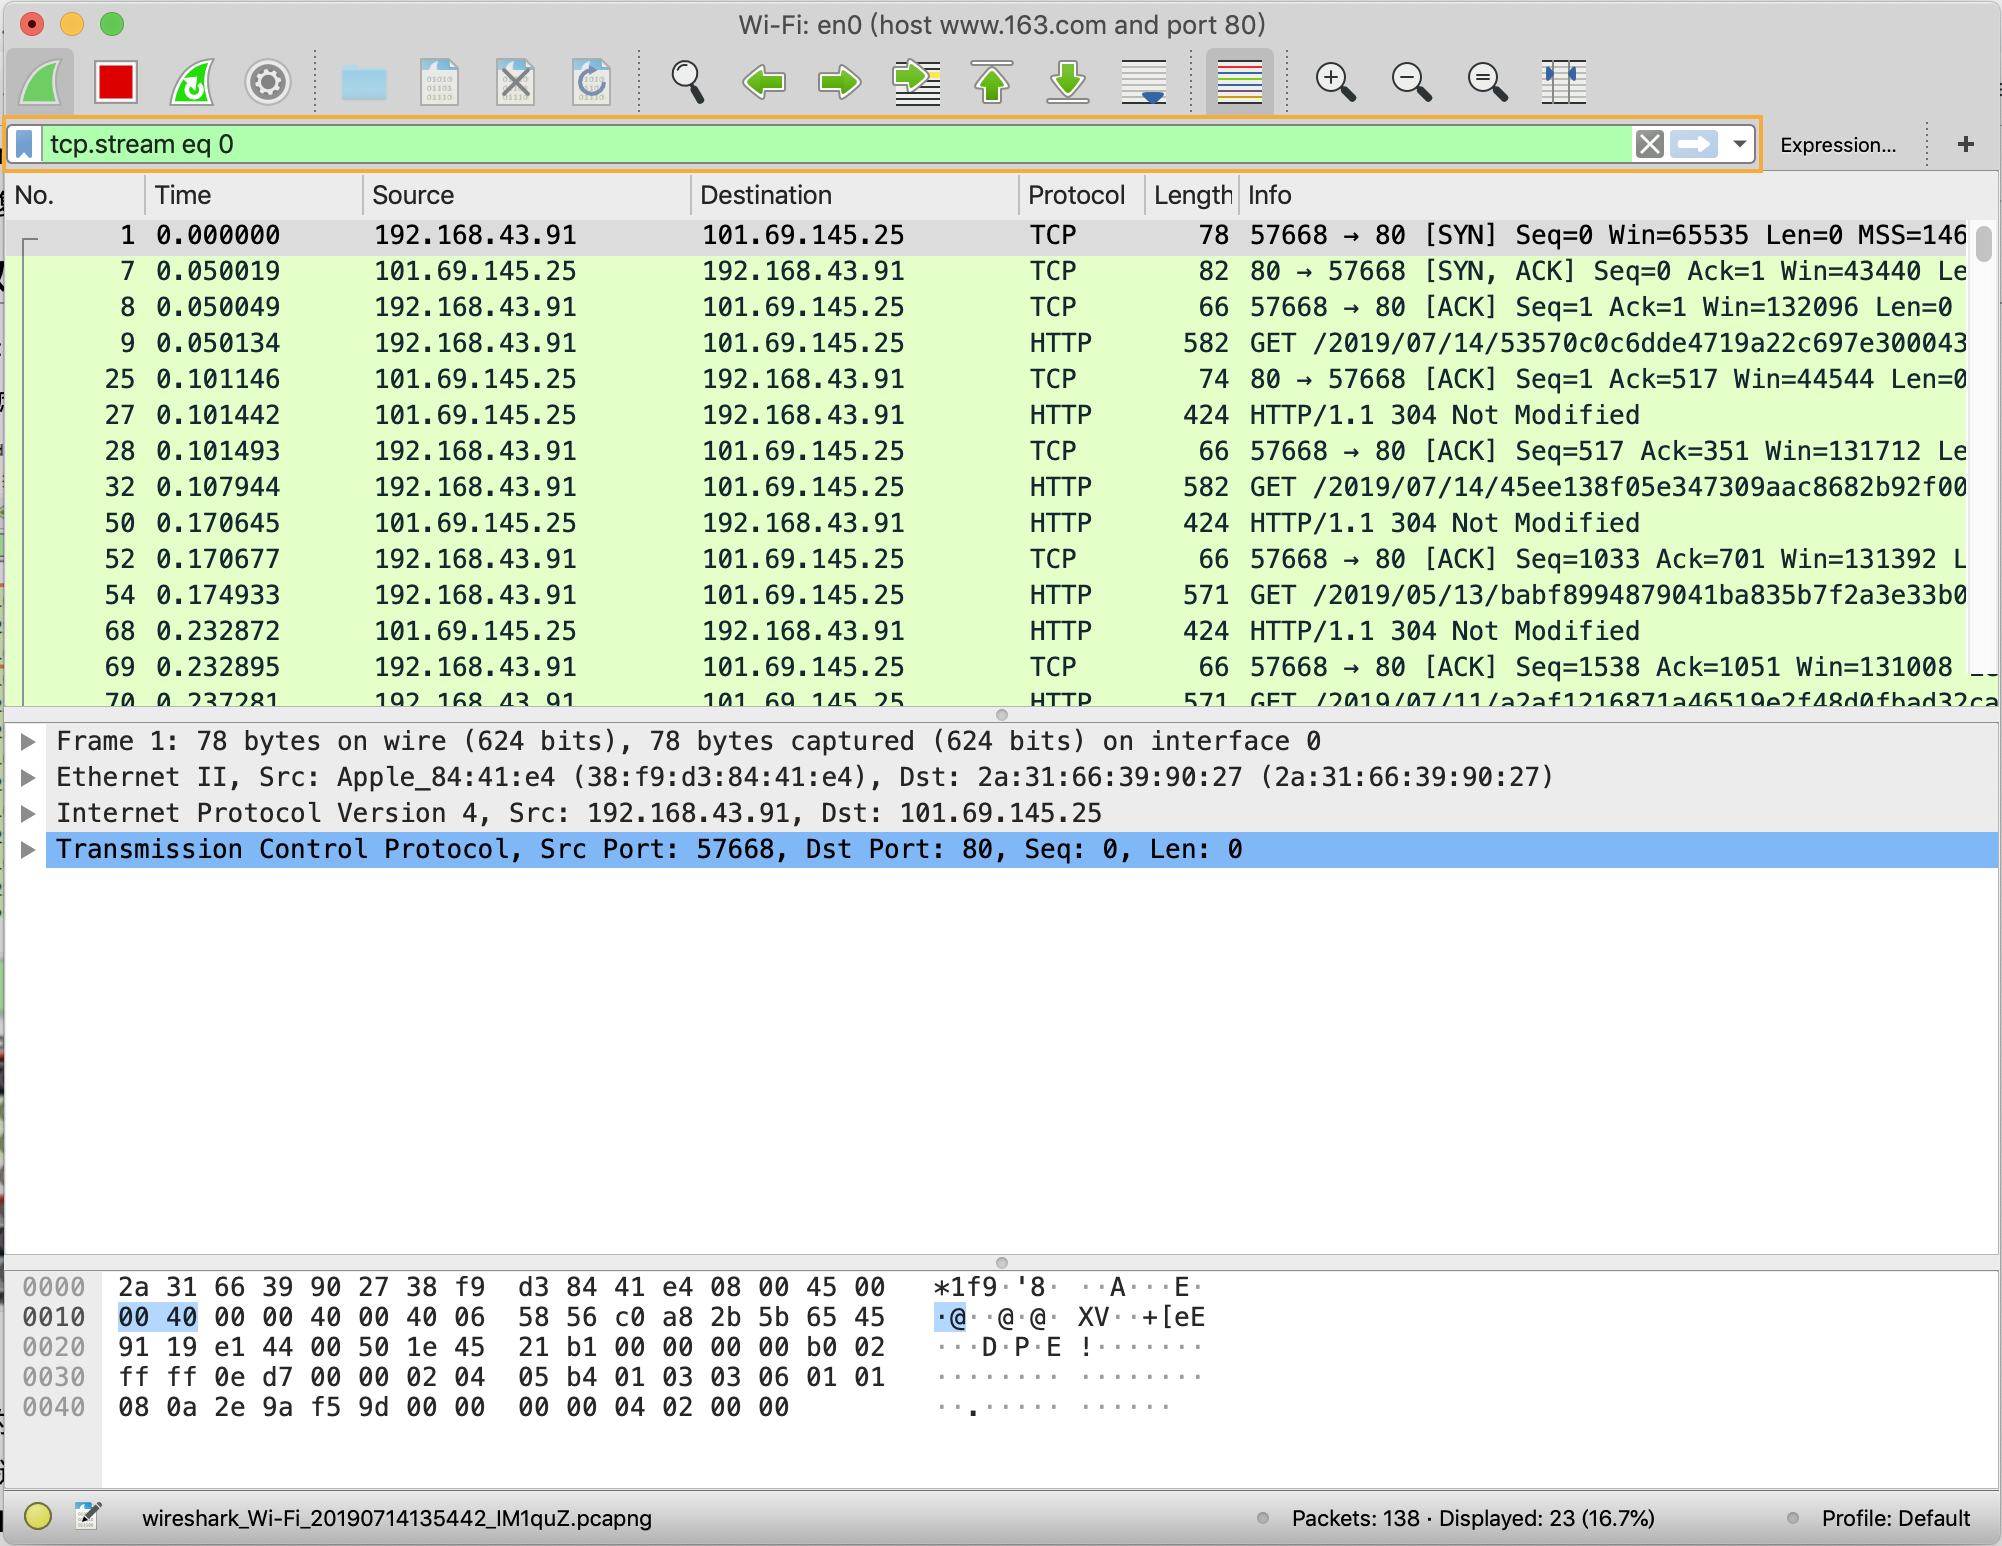 Wi-Fi: en0 (host www.163.com and port 80)
tcp.stream eq 0
Expression... +
No. Time Source Destination Protocol Length Info
1 0.000000 192.168.43.91 101.69.145.25 TCP 78 57668 → 80 [SYN] Seq=0 Win=65535 Len=0 MSS=146
7 0.050019 101.69.145.25 192.168.43.91 TCP 82 80 → 57668 [SYN, ACK] Seq=0 Ack=1 Win=43440 Le
8 0.050049 192.168.43.91 101.69.145.25 TCP 66 57668 → 80 [ACK] Seq=1 Ack=1 Win=132096 Len=0
9 0.050134 192.168.43.91 101.69.145.25 HTTP 582 GET /2019/07/14/53570c0c6dde4719a22c697e300043
25 0.101146 101.69.145.25 192.168.43.91 TCP 74 80 → 57668 [ACK] Seq=1 Ack=517 Win=44544 Len=0
27 0.101442 101.69.145.25 192.168.43.91 HTTP 424 HTTP/1.1 304 Not Modified
28 0.101493 192.168.43.91 101.69.145.25 TCP 66 57668 → 80 [ACK] Seq=517 Ack=351 Win=131712 Le
32 0.107944 192.168.43.91 101.69.145.25 HTTP 582 GET /2019/07/14/45ee138f05e347309aac8682b92f00
50 0.170645 101.69.145.25 192.168.43.91 HTTP 424 HTTP/1.1 304 Not Modified
52 0.170677 192.168.43.91 101.69.145.25 TCP 66 57668 → 80 [ACK] Seq=1033 Ack=701 Win=131392 L
54 0.174933 192.168.43.91 101.69.145.25 HTTP 571 GET /2019/05/13/babf8994879041ba835b7f2a3e33b0
68 0.232872 101.69.145.25 192.168.43.91 HTTP 424 HTTP/1.1 304 Not Modified
69 0.232895 192.168.43.91 101.69.145.25 TCP 66 57668 → 80 [ACK] Seq=1538 Ack=1051 Win=131008
70 0.237281 192.168.43.91 101.69.145.25 HTTP 571 GET /2019/07/11/a2af1216871a46519e2f48d0fbad32ca
Frame 1: 78 bytes on wire (624 bits), 78 bytes captured (624 bits) on interface 0
Ethernet II, Src: Apple_84:41:e4 (38:f9:d3:84:41:e4), Dst: 2a:31:66:39:90:27 (2a:31:66:39:90:27)
Internet Protocol Version 4, Src: 192.168.43.91, Dst: 101.69.145.25
Transmission Control Protocol, Src Port: 57668, Dst Port: 80, Seq: 0, Len: 0
0000 2a 31 66 39 90 27 38 f9 d3 84 41 e4 08 00 45 00 *1f9·'8· ··A···E·
0010 00 40 00 00 40 00 40 06 58 56 c0 a8 2b 5b 65 45 ·@··@·@· XV··+[eE
0020 91 19 e1 44 00 50 1e 45 21 b1 00 00 00 00 b0 02 ···D·P·E !·······
0030 ff ff 0e d7 00 00 02 04 05 b4 01 03 03 06 01 01 ········ ········
0040 08 0a 2e 9a f5 9d 00 00 00 00 04 02 00 00 ··.····· ······
wireshark_Wi-Fi_20190714135442_IM1quZ.pcapng
Packets: 138 · Displayed: 23 (16.7%)
Profile: Default